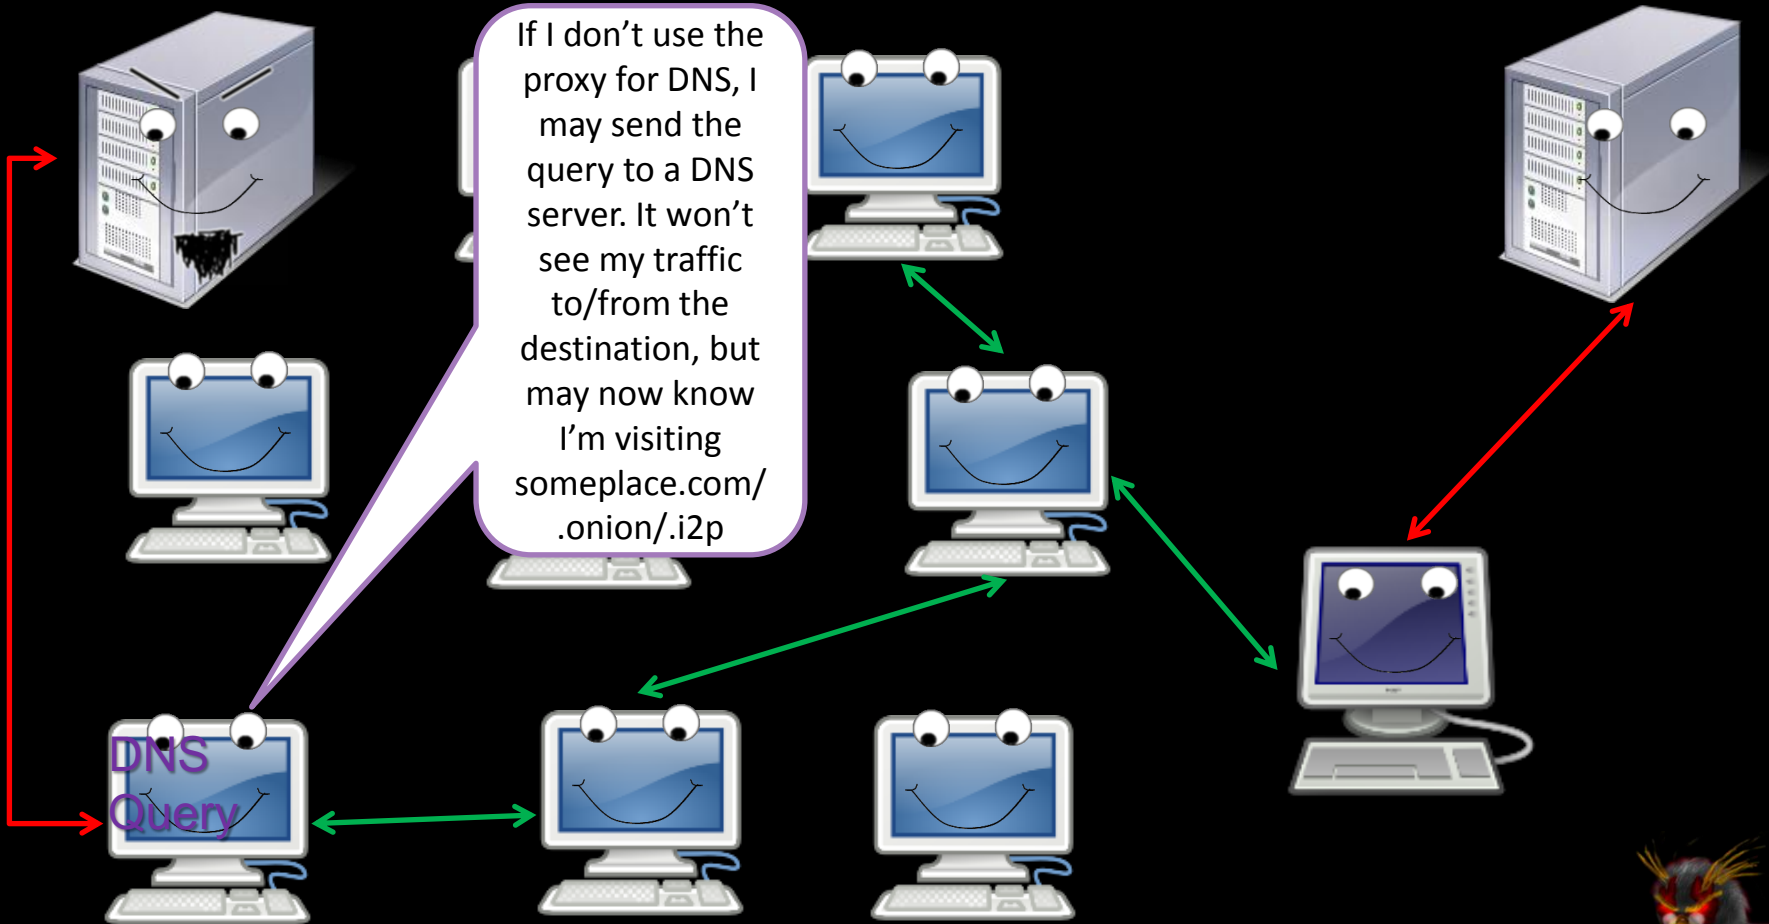 If I don’t use the
proxy for DNS, I
may send the
query to a DNS
server. It won’t
see my traffic
to/from the
destination, but
may now know
I’m visiting
someplace.com/
.onion/.i2p
DNS
Query